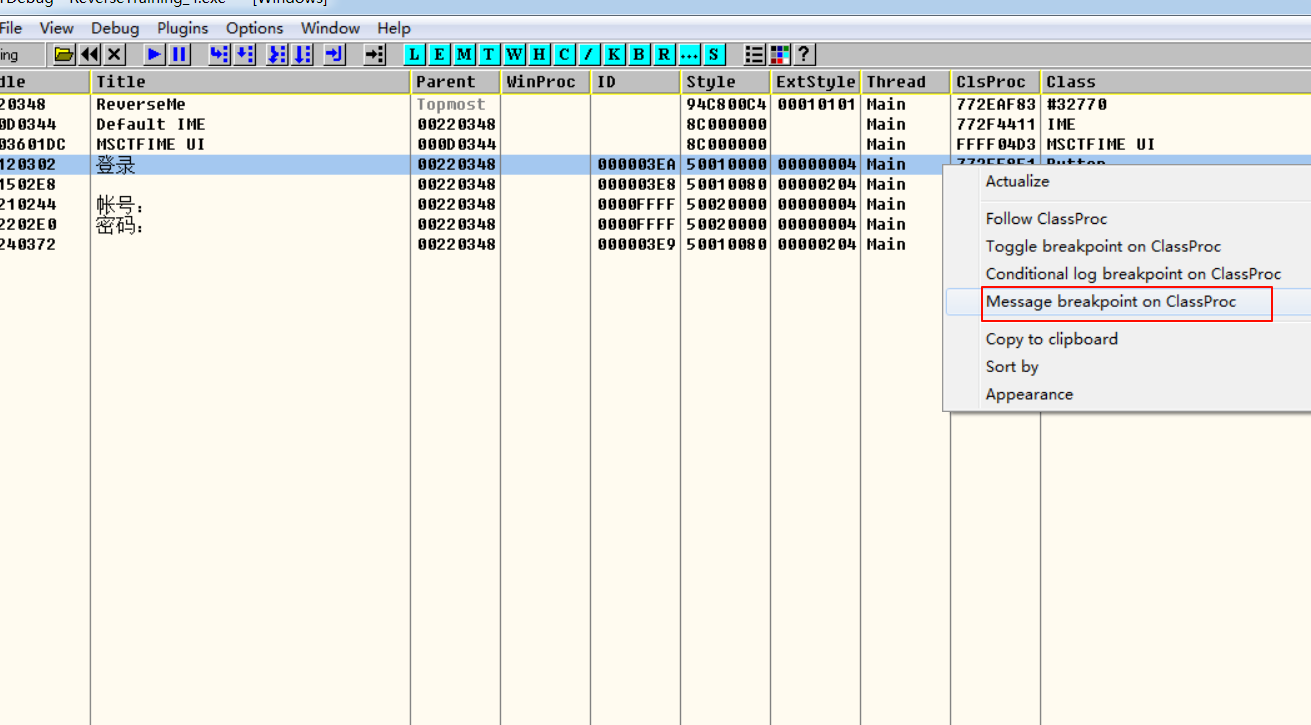 Debug - ReverseTraining_4.exe - [Windows]
File View Debug Plugins Options Window Help
ing L E M T W H C / K B R ... S ?
dle Title Parent WinProc ID Style ExtStyle Thread ClsProc Class
20348 ReverseMe Topmost 94C800C4 00010101 Main 772EAF83 #32770
0D0344 Default IME 00220348 8C000000 Main 772F4411 IME
03601DC MSCTFIME UI 000D0344 8C000000 Main FFFF04D3 MSCTFIME UI
120302 登录 00220348 000003EA 50010000 00000004 Main Button
1502E8 00220348 000003E8 50010080 00000204 Main
210244 帐号: 00220348 0000FFFF 50020000 00000004 Main
2202E0 密码: 00220348 0000FFFF 50020000 00000004 Main
240372 00220348 000003E9 50010080 00000204 Main
Actualize
Follow ClassProc
Toggle breakpoint on ClassProc
Conditional log breakpoint on ClassProc
Message breakpoint on ClassProc
Copy to clipboard
Sort by
Appearance